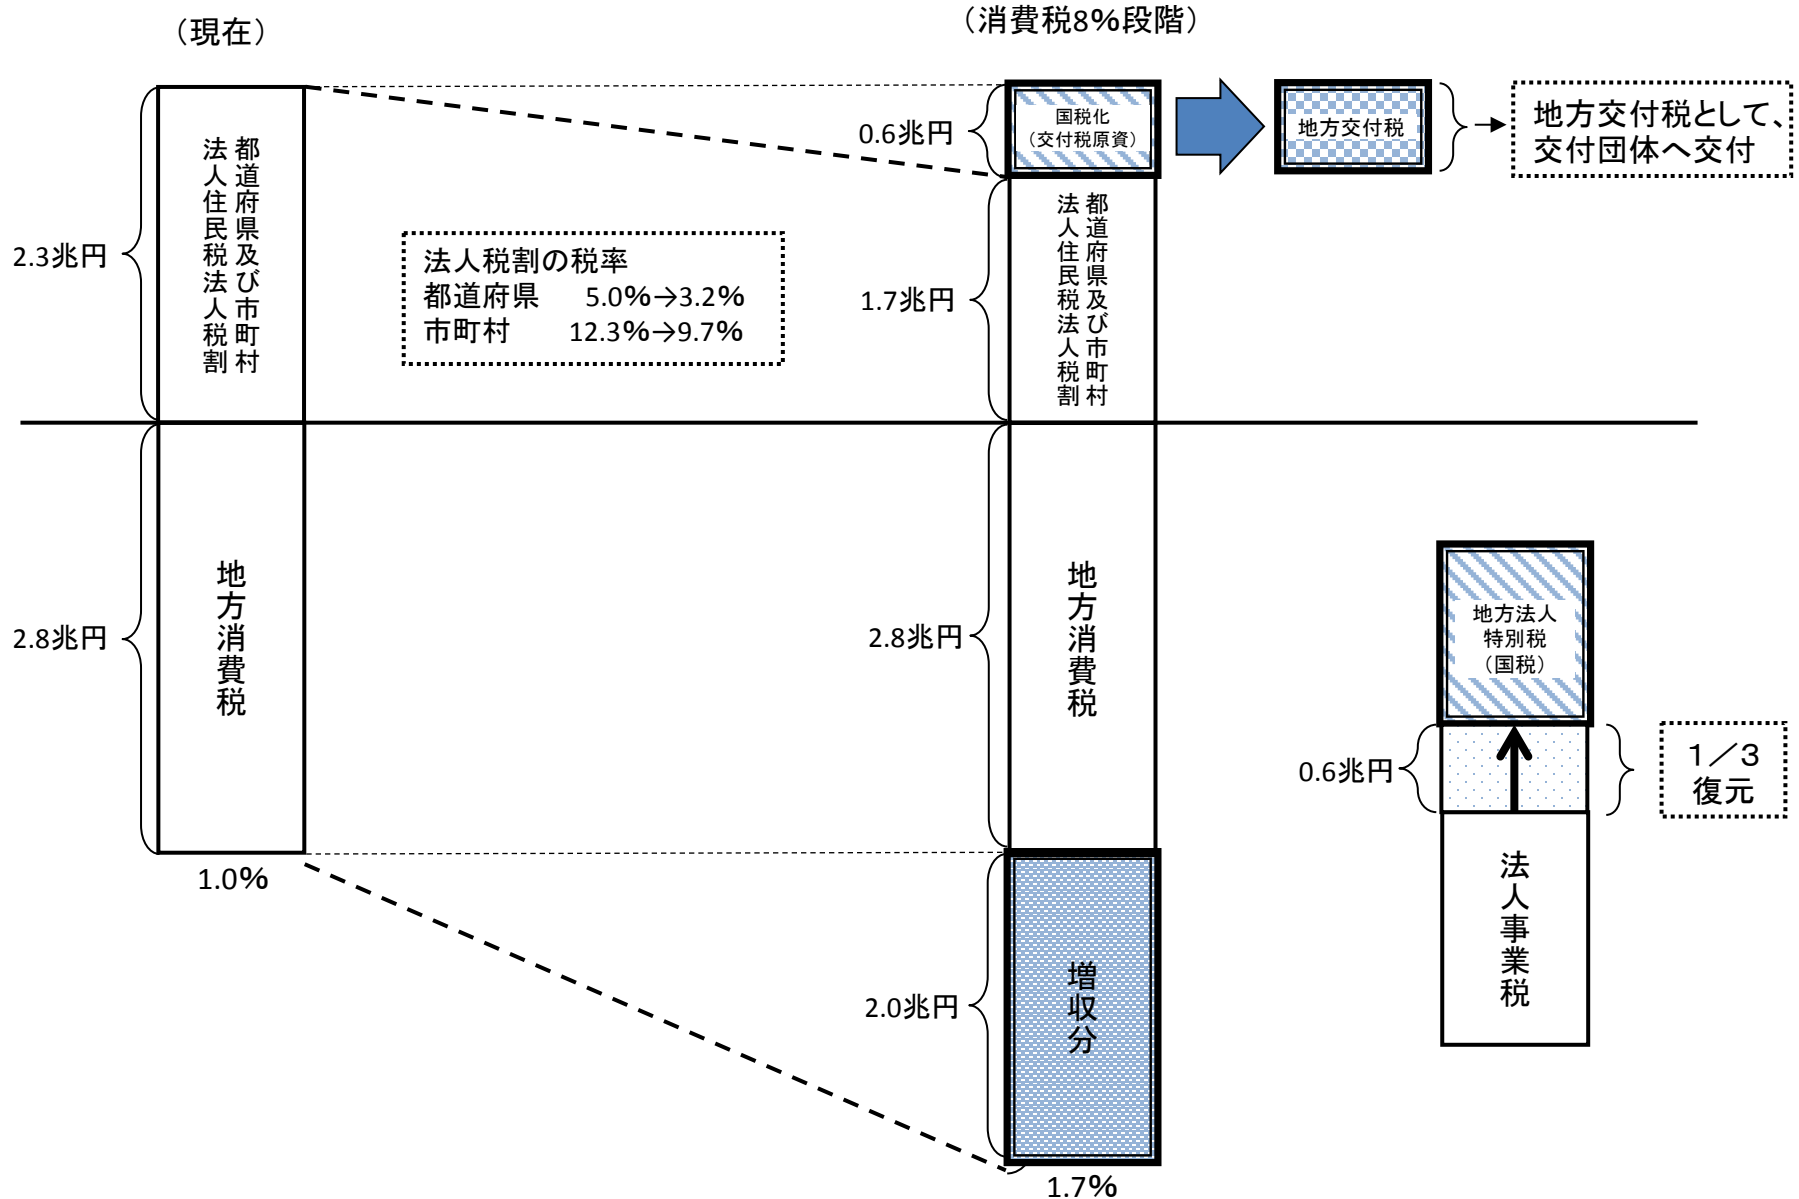 （現在）
（消費税8％段階）
2.3兆円
都道府県及び市町村
法人住民税法人税割
法人税割の税率
都道府県　5.0％→3.2％
市町村　12.3％→9.7％
0.6兆円
国税化
（交付税原資）
地方交付税
地方交付税として、
交付団体へ交付
1.7兆円
都道府県及び市町村
法人住民税法人税割
2.8兆円
地方消費税
1.0％
2.8兆円
地方消費税
2.0兆円
増収分
1.7％
地方法人
特別税
（国税）
0.6兆円
１／３
復元
法人事業税